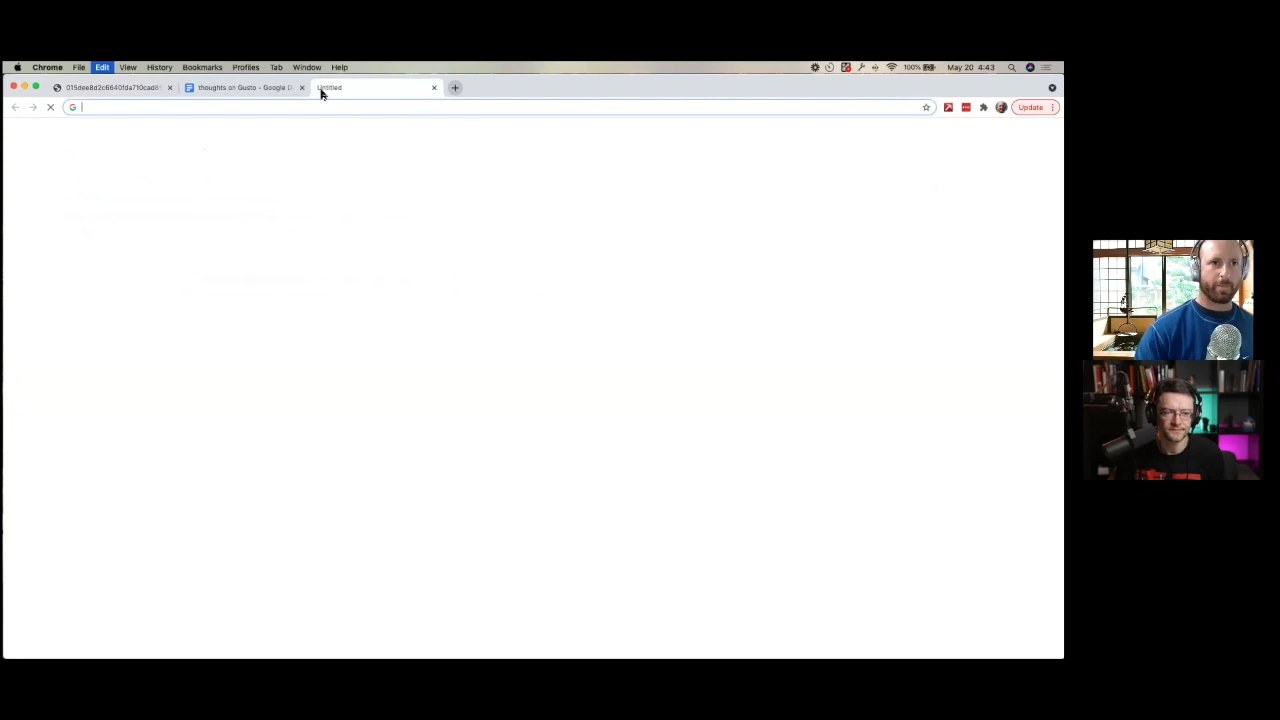 Chrome File Edit View History Bookmarks Profiles Tab Window Help 100% May 20 4:43
thoughts on Gusto - Google D Untitled
Update